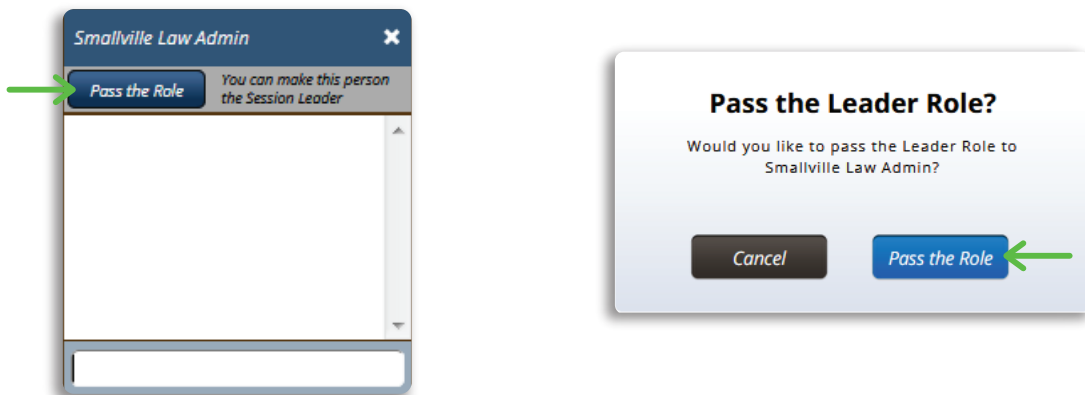 Smallville Law Admin
Pass the Role
You can make this person
the Session Leader
Pass the Leader Role?
Would you like to pass the Leader Role to
Smallville Law Admin?
Cancel
Pass the Role